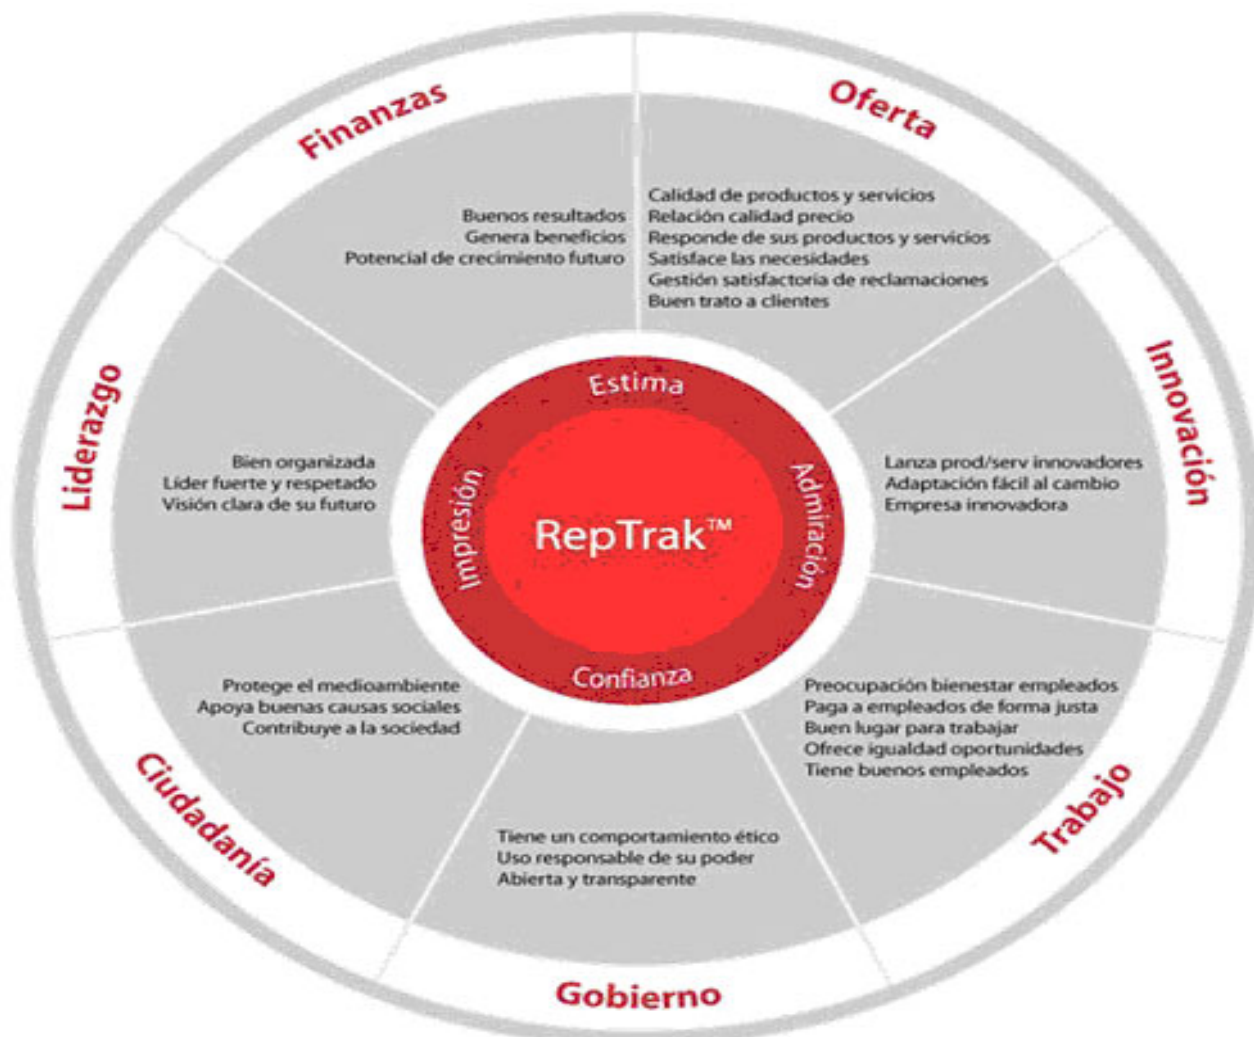 Finanzas
Buenos resultados
Genera beneficios
Potencial de crecimiento futuro
Oferta
Calidad de productos y servicios
Relación calidad precio
Responde de sus productos y servicios
Satisface las necesidades
Gestión satisfactoria de reclamaciones
Buen trato a clientes
Innovación
Lanza prod/serv innovadores
Adaptación fácil al cambio
Empresa innovadora
Trabajo
Preocupación bienestar empleados
Paga a empleados de forma justa
Buen lugar para trabajar
Ofrece igualdad oportunidades
Tiene buenos empleados
Gobierno
Tiene un comportamiento ético
Uso responsable de su poder
Abierta y transparente
Ciudadanía
Protege el medioambiente
Apoya buenas causas sociales
Contribuye a la sociedad
Liderazgo
Bien organizada
Líder fuerte y respetado
Visión clara de su futuro
Estima
Admiración
Confianza
Impresión
RepTrak™